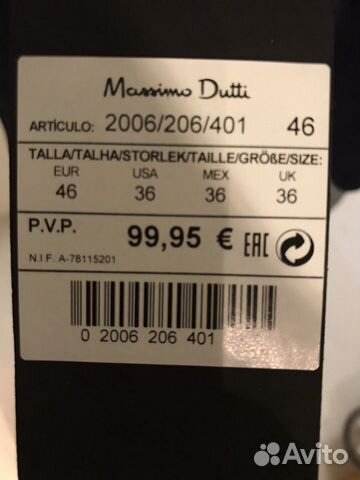 Massimo Dutti
ARTÍCULO: 2006/206/401 46
TALLA/TALHA/STORLEK/TAILLE/GRÖßE/SIZE:
EUR USA MEX UK
46 36 36 36
P.V.P. 99,95 € EAC
N.I.F. A-78115201
0 2006 206 401
Avito